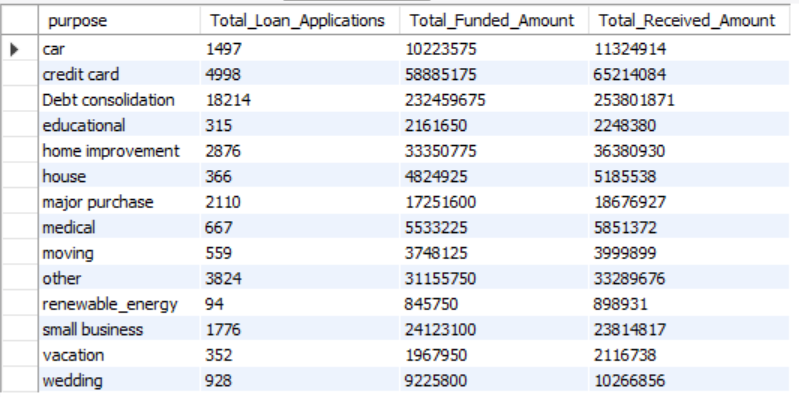 purpose Total_Loan_Applications Total_Funded_Amount Total_Received_Amount
car 1497 10223575 11324914
credit card 4998 58885175 65214084
Debt consolidation 18214 232459675 253801871
educational 315 2161650 2248380
home improvement 2876 33350775 36380930
house 366 4824925 5185538
major purchase 2110 17251600 18676927
medical 667 5533225 5851372
moving 559 3748125 3999899
other 3824 31155750 33289676
renewable_energy 94 845750 898931
small business 1776 24123100 23814817
vacation 352 1967950 2116738
wedding 928 9225800 10266856